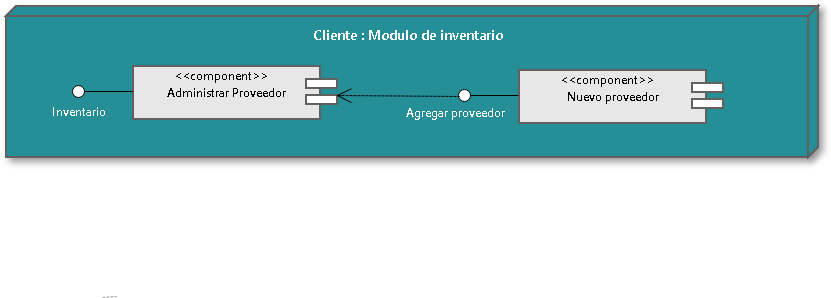 Cliente : Modulo de inventario
<<component>>
Administrar Proveedor
<<component>>
Nuevo proveedor
Inventario
Agregar proveedor